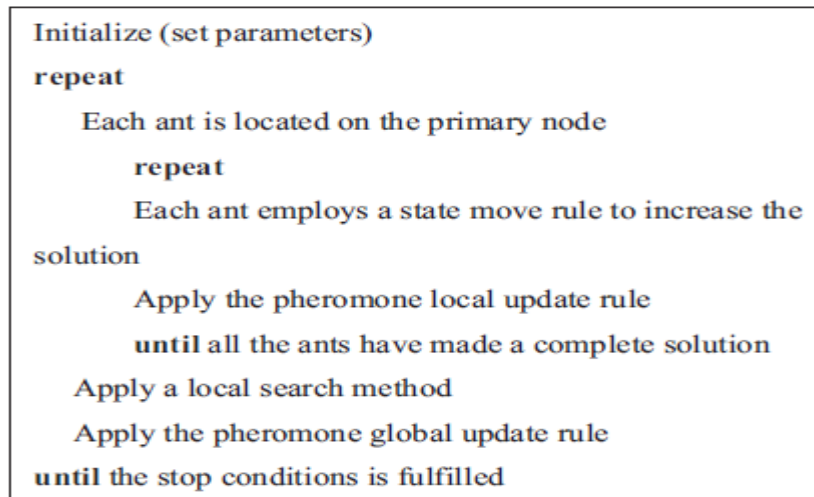 Initialize (set parameters)
repeat
Each ant is located on the primary node
repeat
Each ant employs a state move rule to increase the
solution
Apply the pheromone local update rule
until all the ants have made a complete solution
Apply a local search method
Apply the pheromone global update rule
until the stop conditions is fulfilled